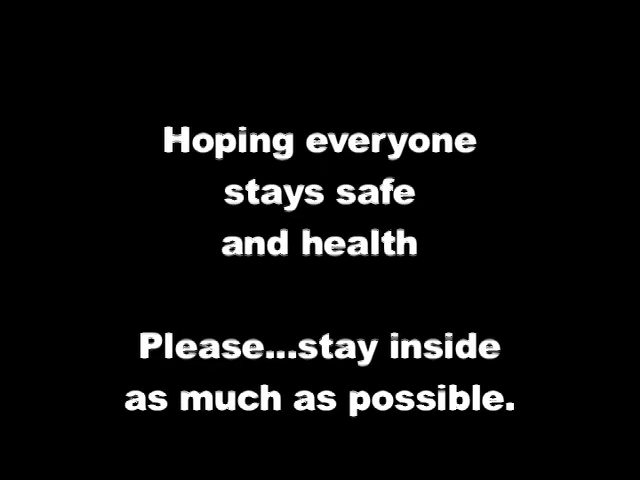 Hoping everyone
stays safe
and health
Please...stay inside
as much as possible.